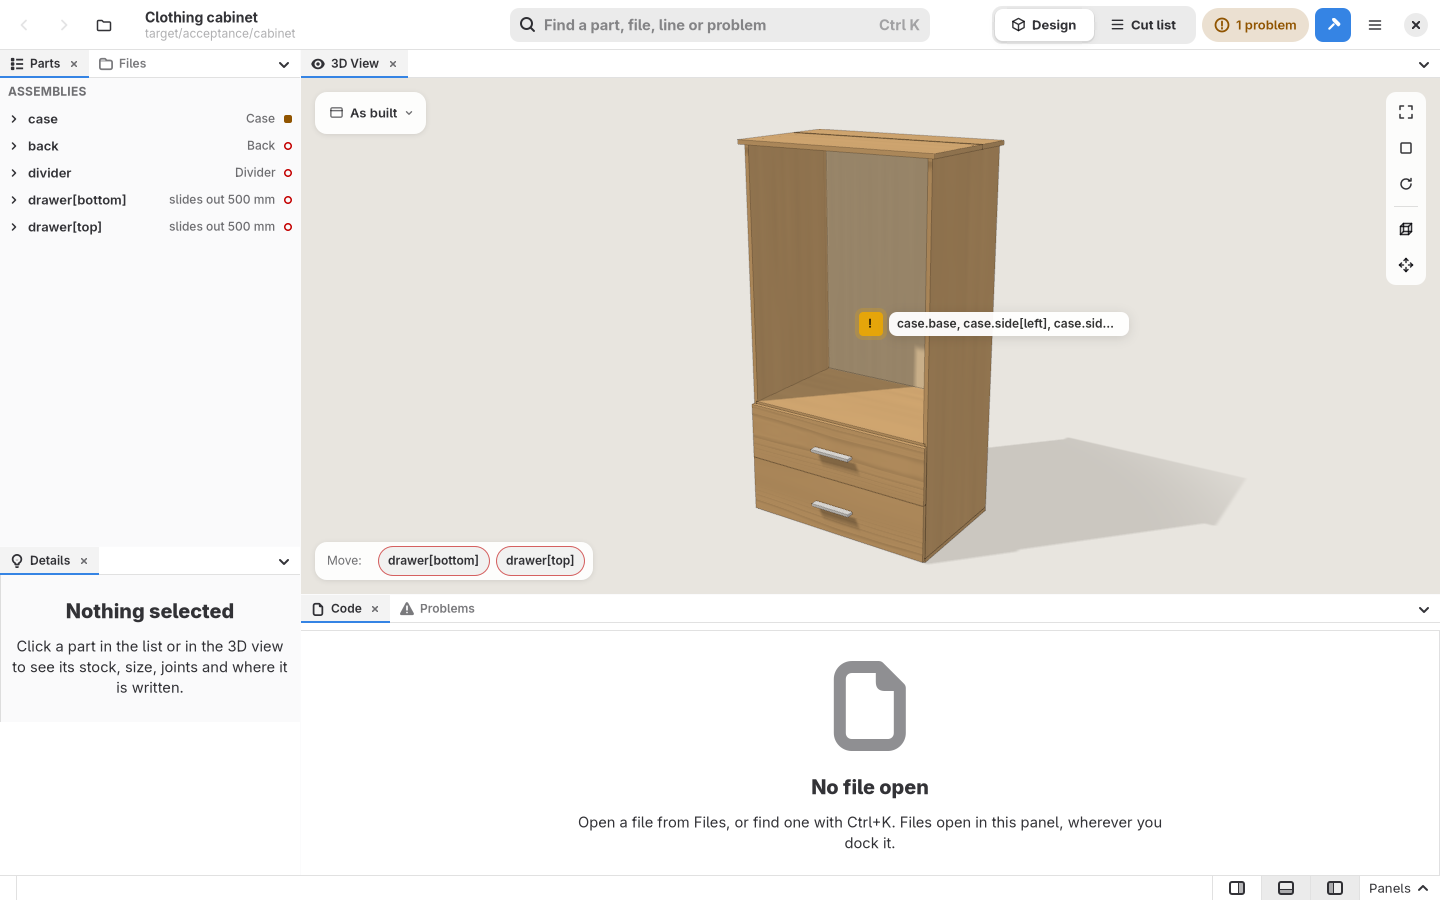 Clothing cabinet
target/acceptance/cabinet
Find a part, file, line or problem
Ctrl K
Design
Cut list
1 problem
Parts
Files
3D View
ASSEMBLIES
case
Case
back
Back
divider
Divider
drawer[bottom]
slides out 500 mm
drawer[top]
slides out 500 mm
As built
!
case.base, case.side[left], case.sid...
Move:
drawer[bottom]
drawer[top]
Details
Nothing selected
Click a part in the list or in the 3D view
to see its stock, size, joints and where it
is written.
Code
Problems
No file open
Open a file from Files, or find one with Ctrl+K. Files open in this panel, wherever you
dock it.
Panels